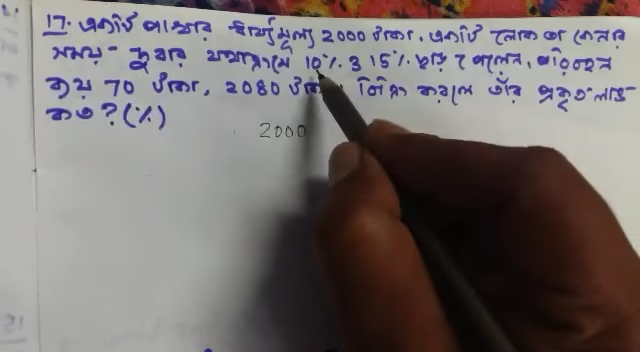 17. একটি পাখার ধার্য্যমূল্য 2000 টাকা. একটি লোক তা কেনার
সময় দুবার যথাক্রমে 10% ও 15% ছাড় পেলেন, পরিবহন
ব্যয় 70 টাকা, 2080 টাকা বিক্রি করলে তাঁর প্রকৃত লাভ
কত? (%)
2000